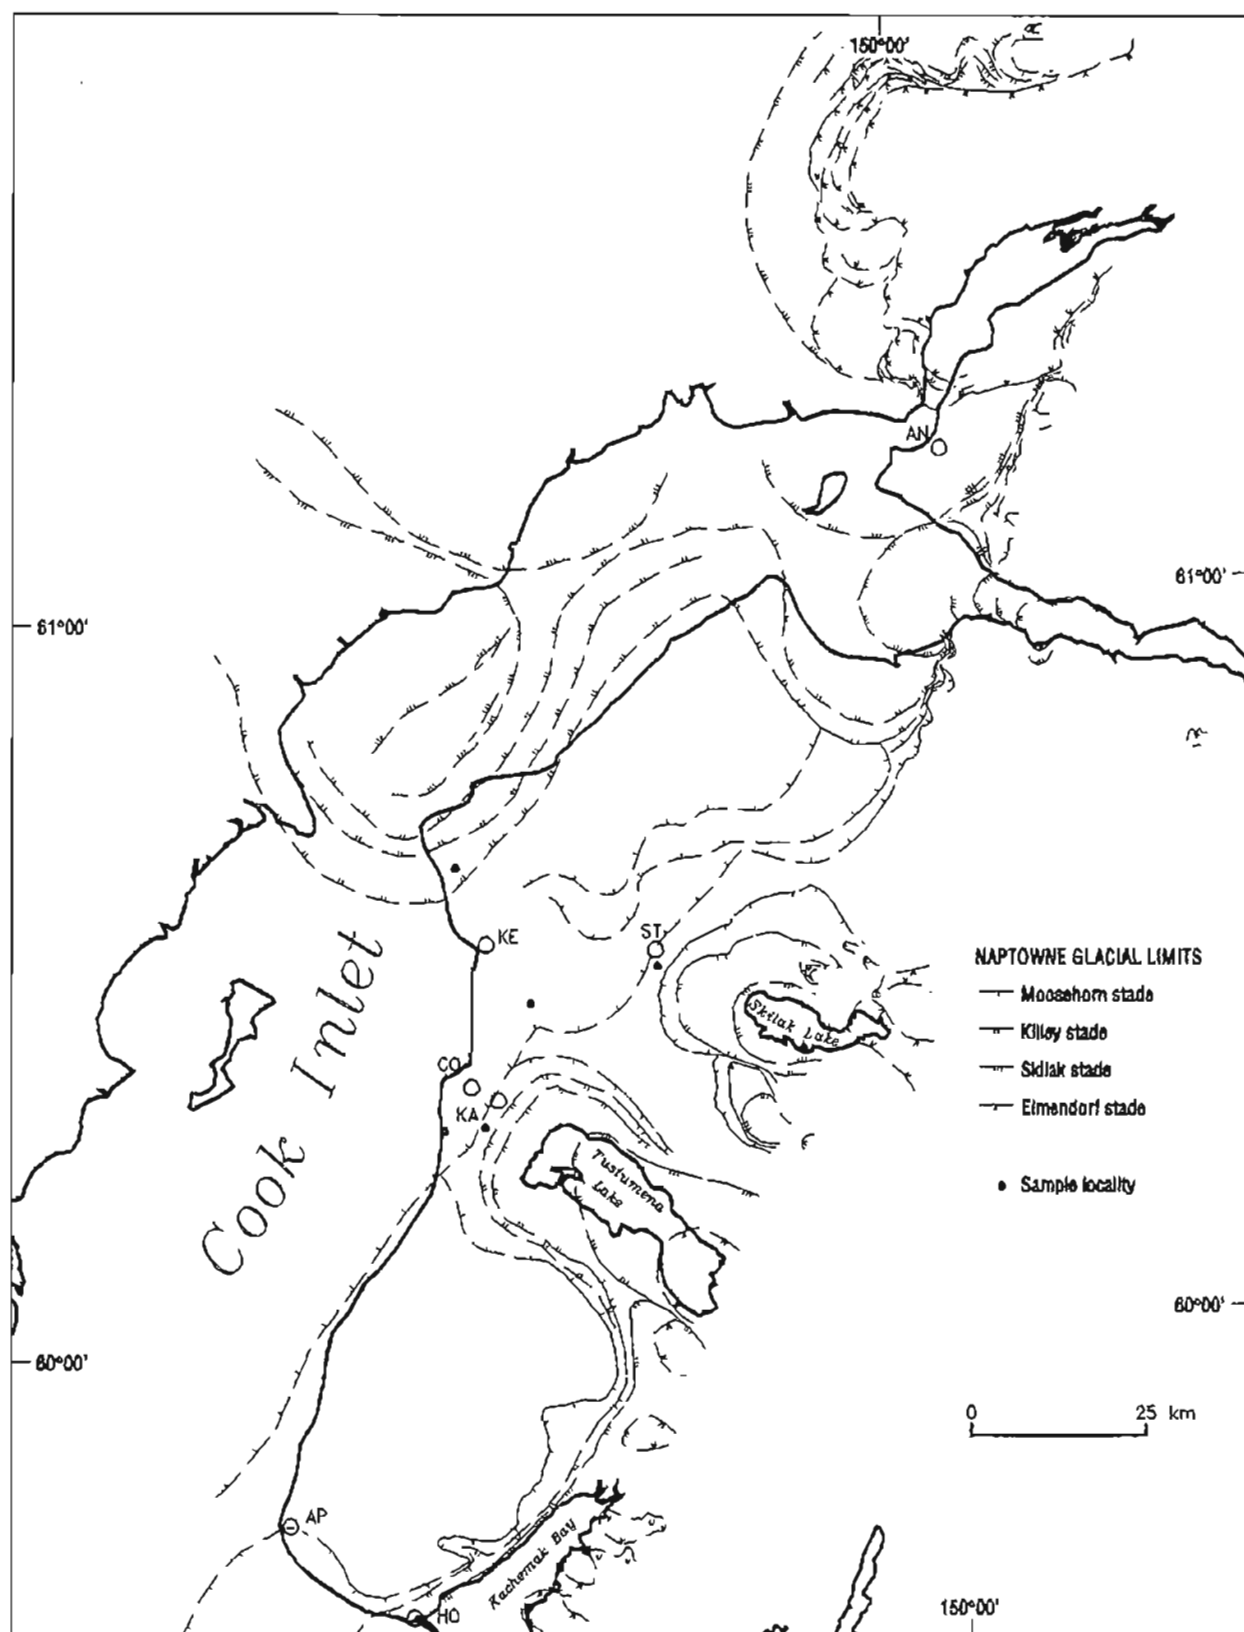 150°00'
AN
61°00'
61°00'
KE
ST
Cook Inlet
Skilak Lake
NAPTOWNE GLACIAL LIMITS
Moosehorn stade
Killey stade
Skilak stade
Elmendorf stade
CO
KA
Tustumena
Lake
Sample locality
60°00'
60°00'
0 25 km
AP
Kachemak Bay
HO
150°00'